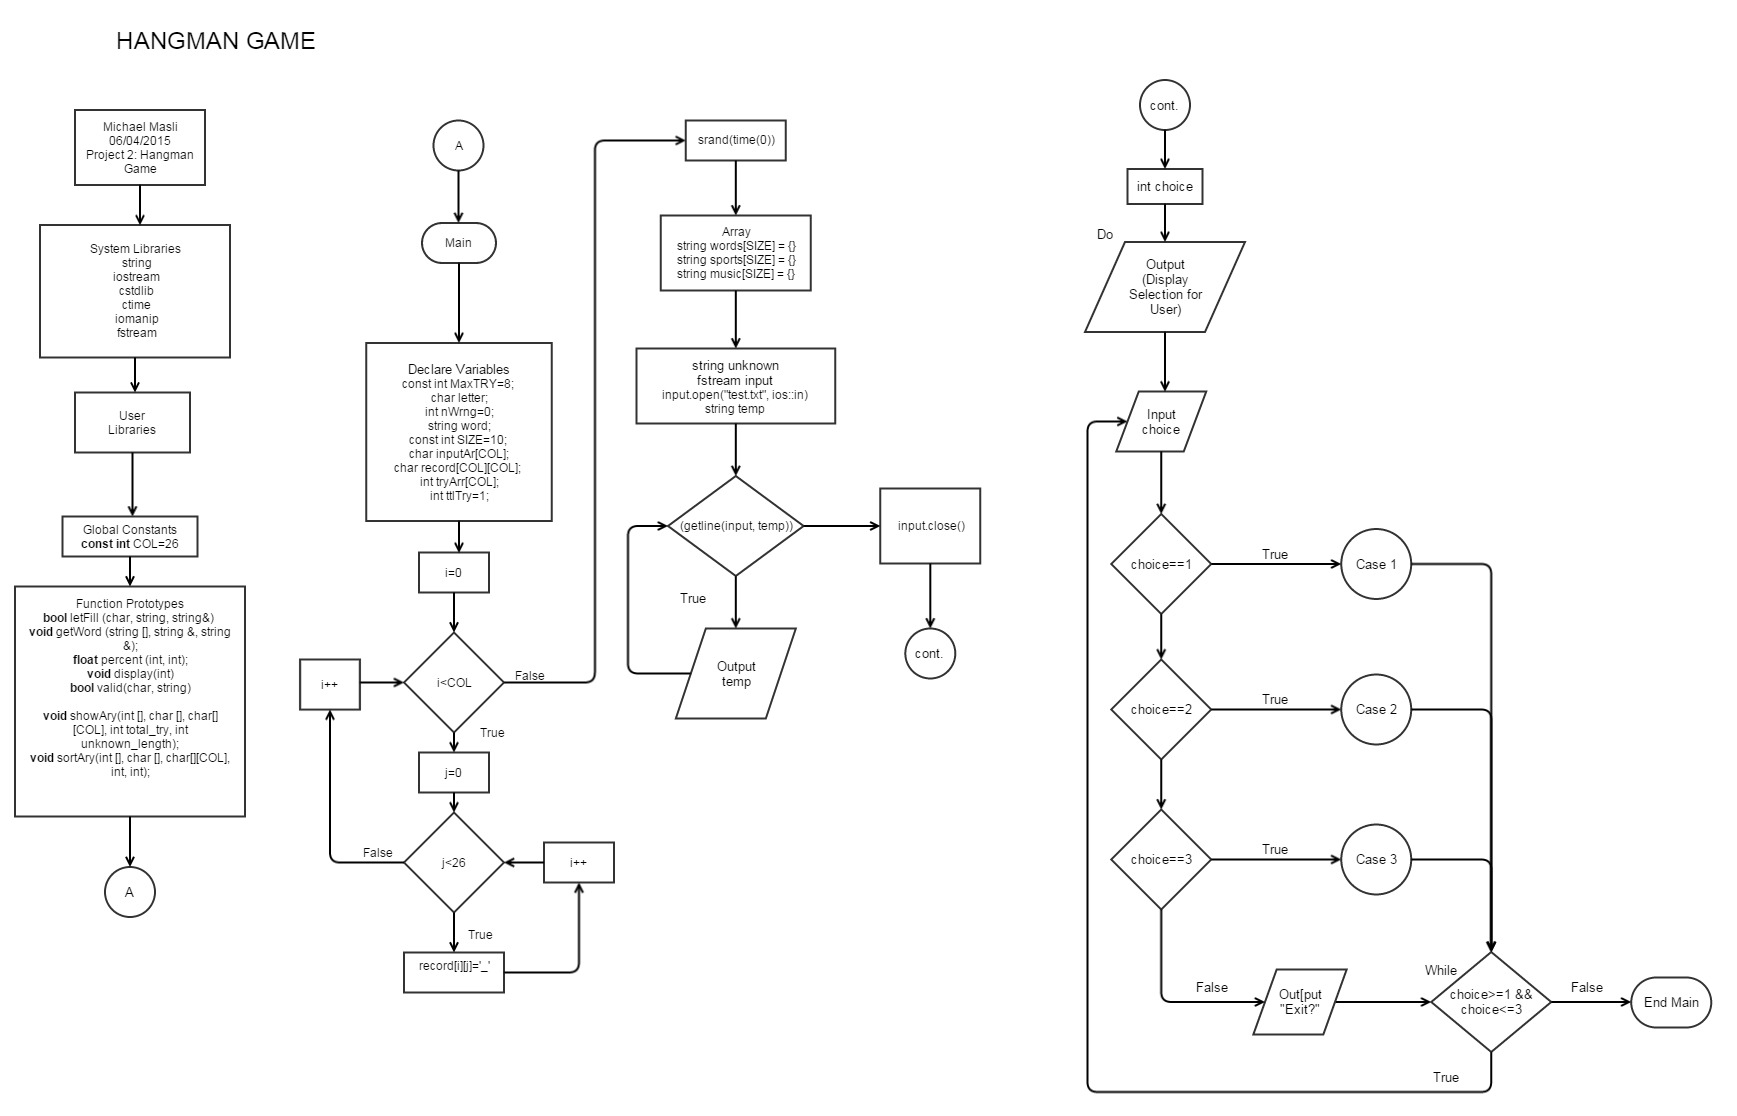 HANGMAN GAME
Michael Masli
06/04/2015
Project 2: Hangman
Game
System Libraries
string
iostream
cstdlib
ctime
iomanip
fstream
User
Libraries
Global Constants
const int COL=26
Function Prototypes
bool letFill (char, string, string&)
void getWord (string [], string &, string
&);
float percent (int, int);
void display(int)
bool valid(char, string)
void showAry(int [], char [], char[]
[COL], int total_try, int
unknown_length);
void sortAry(int [], char [], char[][COL],
int, int);
A
A
Main
Declare Variables
const int MaxTRY=8;
char letter;
int nWrng=0;
string word;
const int SIZE=10;
char inputAr[COL];
char record[COL][COL];
int tryArr[COL];
int ttlTry=1;
i=0
i<COL
False
i++
True
j=0
j<26
False
i++
True
record[i][j]='_'
srand(time(0))
Array
string words[SIZE] = {}
string sports[SIZE] = {}
string music[SIZE] = {}
string unknown
fstream input
input.open("test.txt", ios::in)
string temp
(getline(input, temp))
input.close()
True
Output
temp
cont.
cont.
int choice
Do
Output
(Display
Selection for
User)
Input
choice
choice==1
True
Case 1
choice==2
True
Case 2
choice==3
True
Case 3
False
Out[put
"Exit?"
While
choice>=1 &&
choice<=3
False
End Main
True